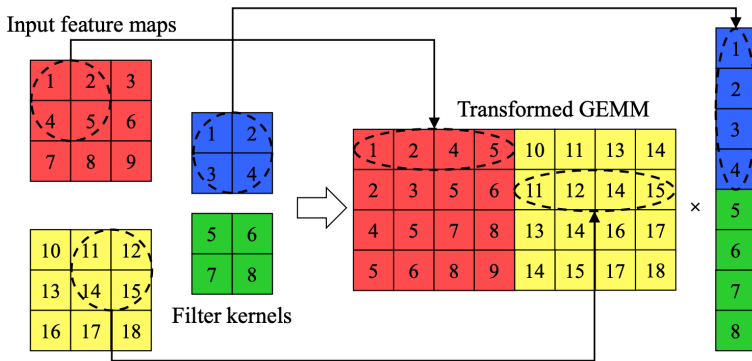 Input feature maps
1 2 3
4 5 6
7 8 9
10 11 12
13 14 15
16 17 18
1 2
3 4
5 6
7 8
Filter kernels
Transformed GEMM
1 2 4 5 10 11 13 14
2 3 5 6 11 12 14 15
4 5 7 8 13 14 16 17
5 6 8 9 14 15 17 18
×
1
2
3
4
5
6
7
8